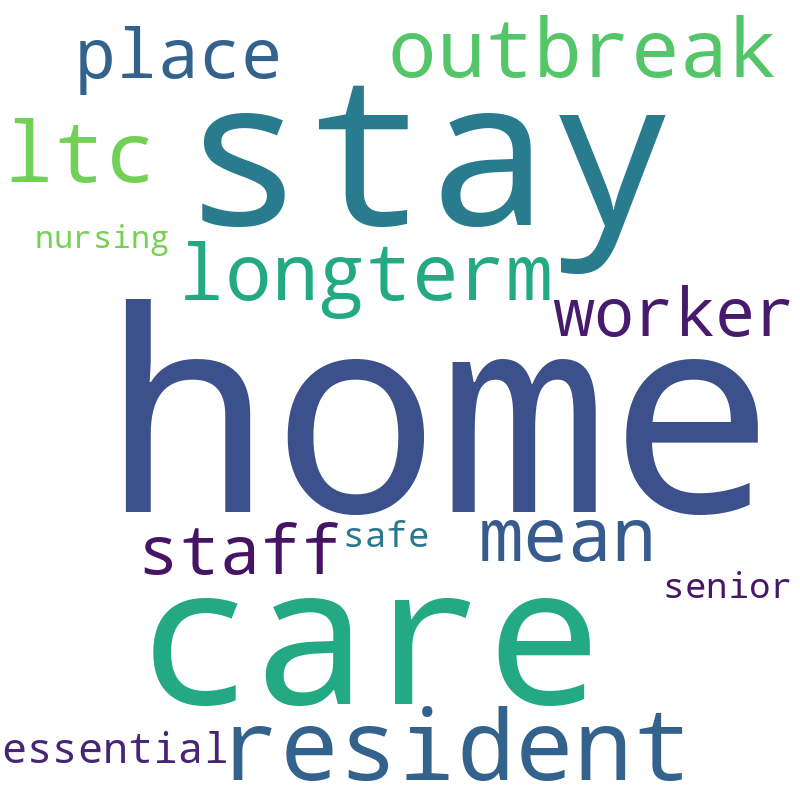 place
outbreak
stay
ltc
nursing
longterm
worker
home
staff
safe
mean
senior
care
essential
resident